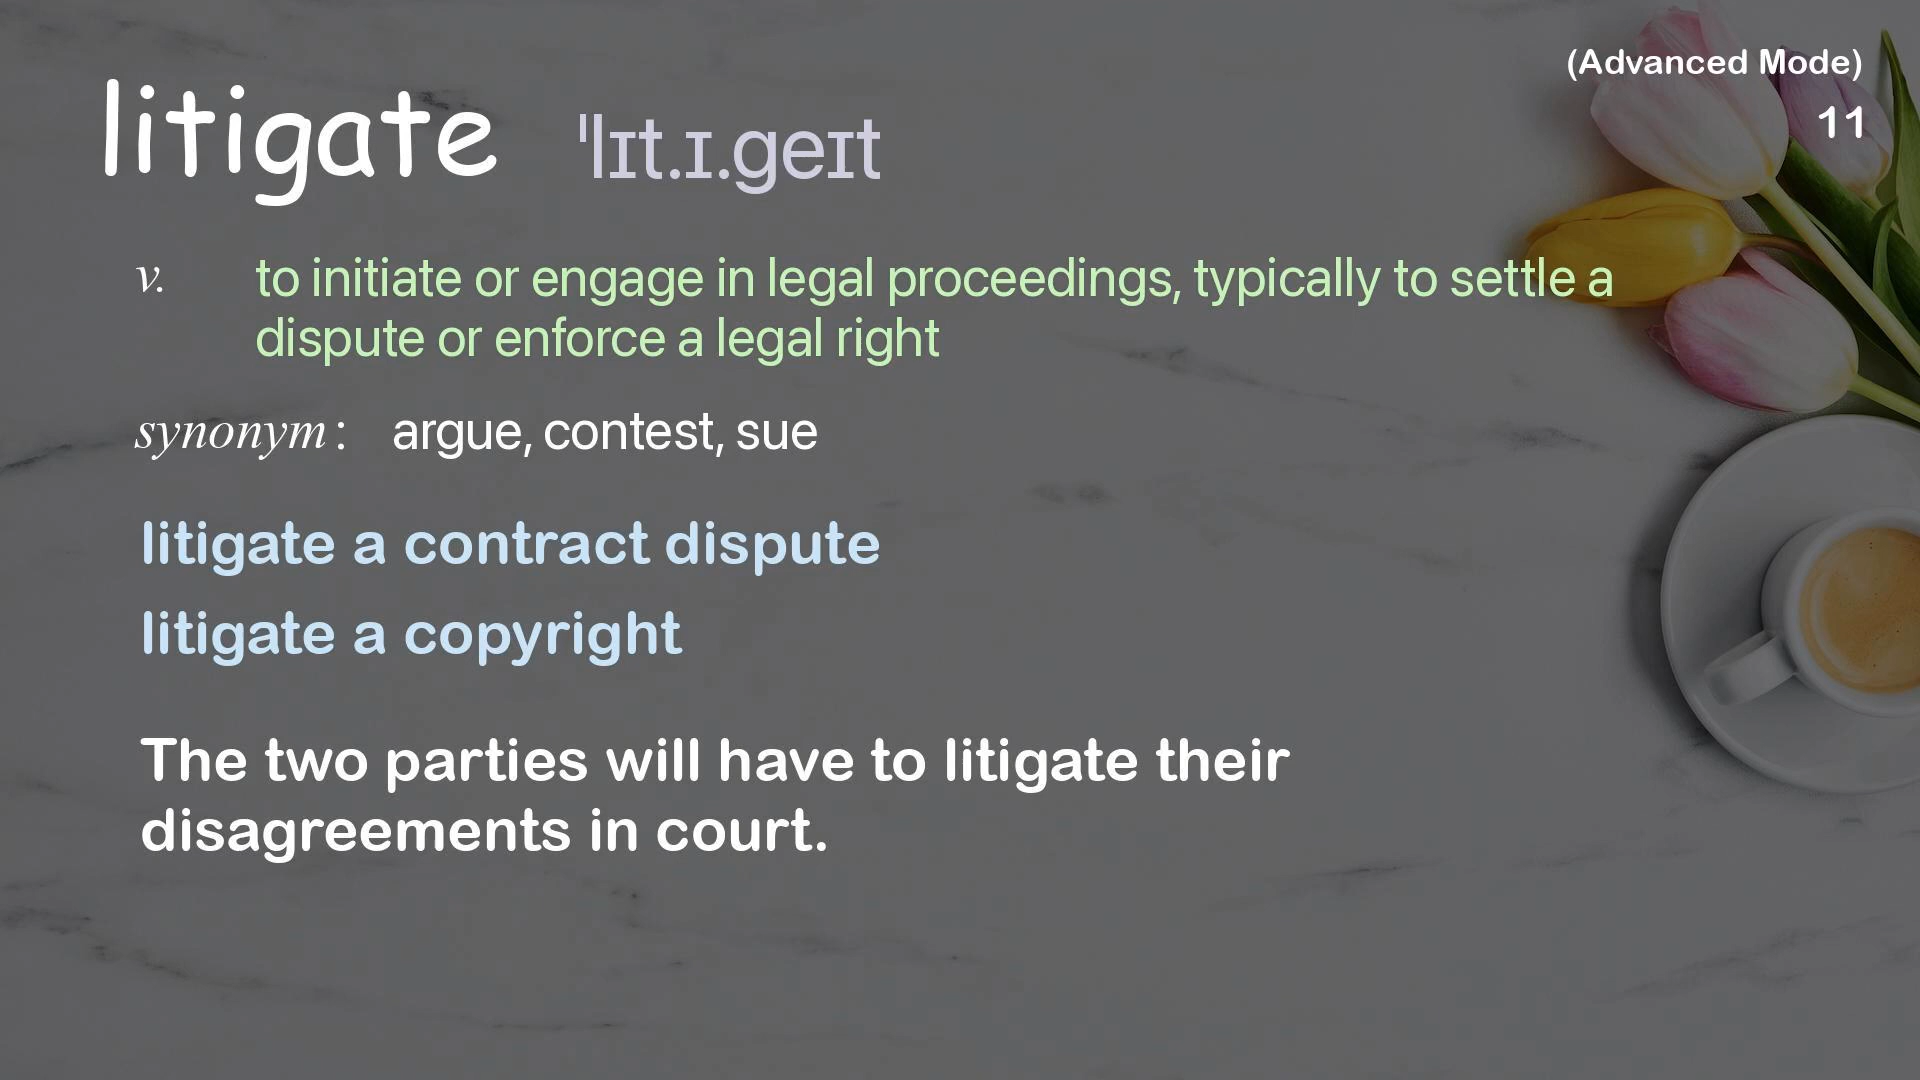 (Advanced Mode)
11
litigate ˈlɪt.ɪ.ɡeɪt
v. to initiate or engage in legal proceedings, typically to settle a
dispute or enforce a legal right
synonym : argue, contest, sue
litigate a contract dispute
litigate a copyright
The two parties will have to litigate their
disagreements in court.